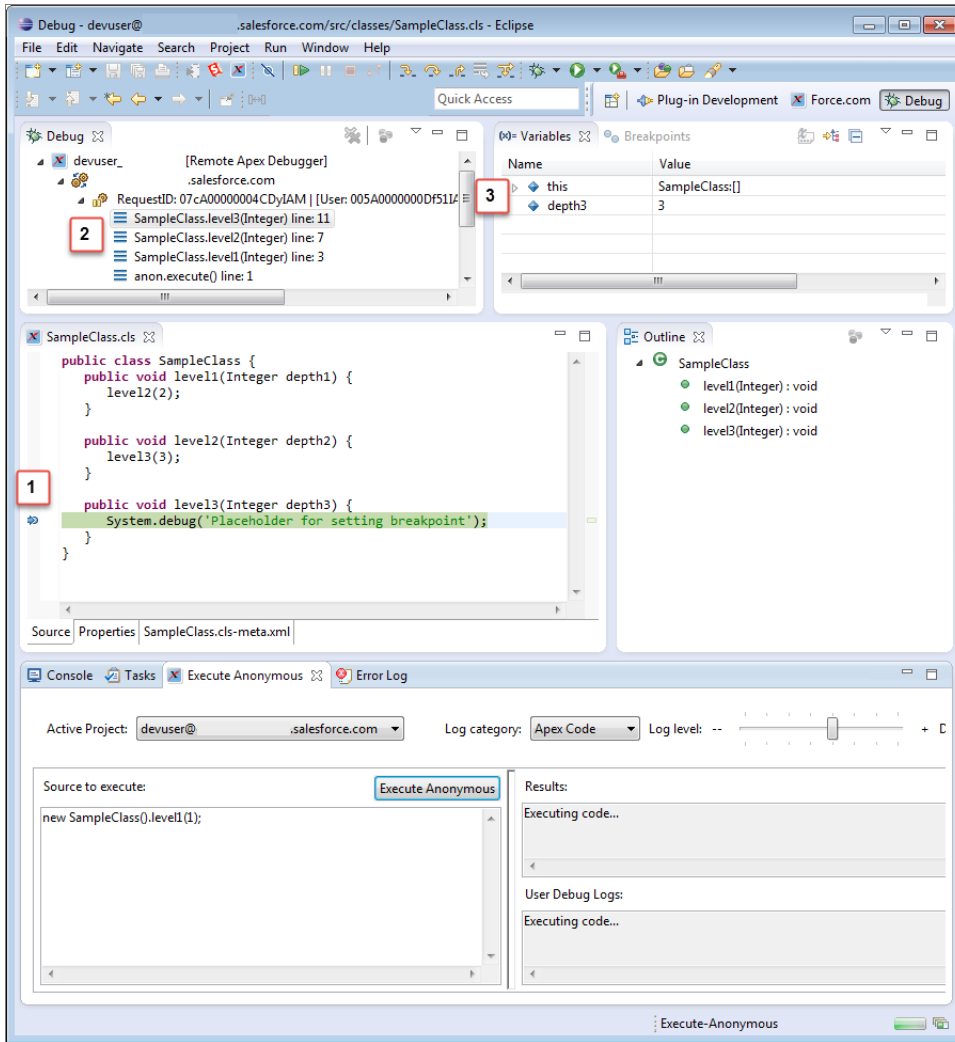 Debug - devuser@ .salesforce.com/src/classes/SampleClass.cls - Eclipse
File Edit Navigate Search Project Run Window Help
Quick Access
Plug-in Development Force.com Debug
Debug
devuser_ [Remote Apex Debugger]
.salesforce.com
RequestID: 07cA00000004CDyIAM | [User: 005A0000000Df51IA
SampleClass.level3(Integer) line: 11
2
SampleClass.level2(Integer) line: 7
SampleClass.level1(Integer) line: 3
anon.execute() line: 1
(x)= Variables Breakpoints
Name Value
3
this SampleClass:[]
depth3 3
SampleClass.cls
public class SampleClass {
public void level1(Integer depth1) {
level2(2);
}
public void level2(Integer depth2) {
level3(3);
}
1
public void level3(Integer depth3) {
System.debug('Placeholder for setting breakpoint');
}
}
Source Properties SampleClass.cls-meta.xml
Outline
SampleClass
level1(Integer) : void
level2(Integer) : void
level3(Integer) : void
Console Tasks Execute Anonymous Error Log
Active Project: devuser@ .salesforce.com Log category: Apex Code Log level: -- + D
Source to execute: Execute Anonymous
new SampleClass().level1(1);
Results:
Executing code...
User Debug Logs:
Executing code...
Execute-Anonymous